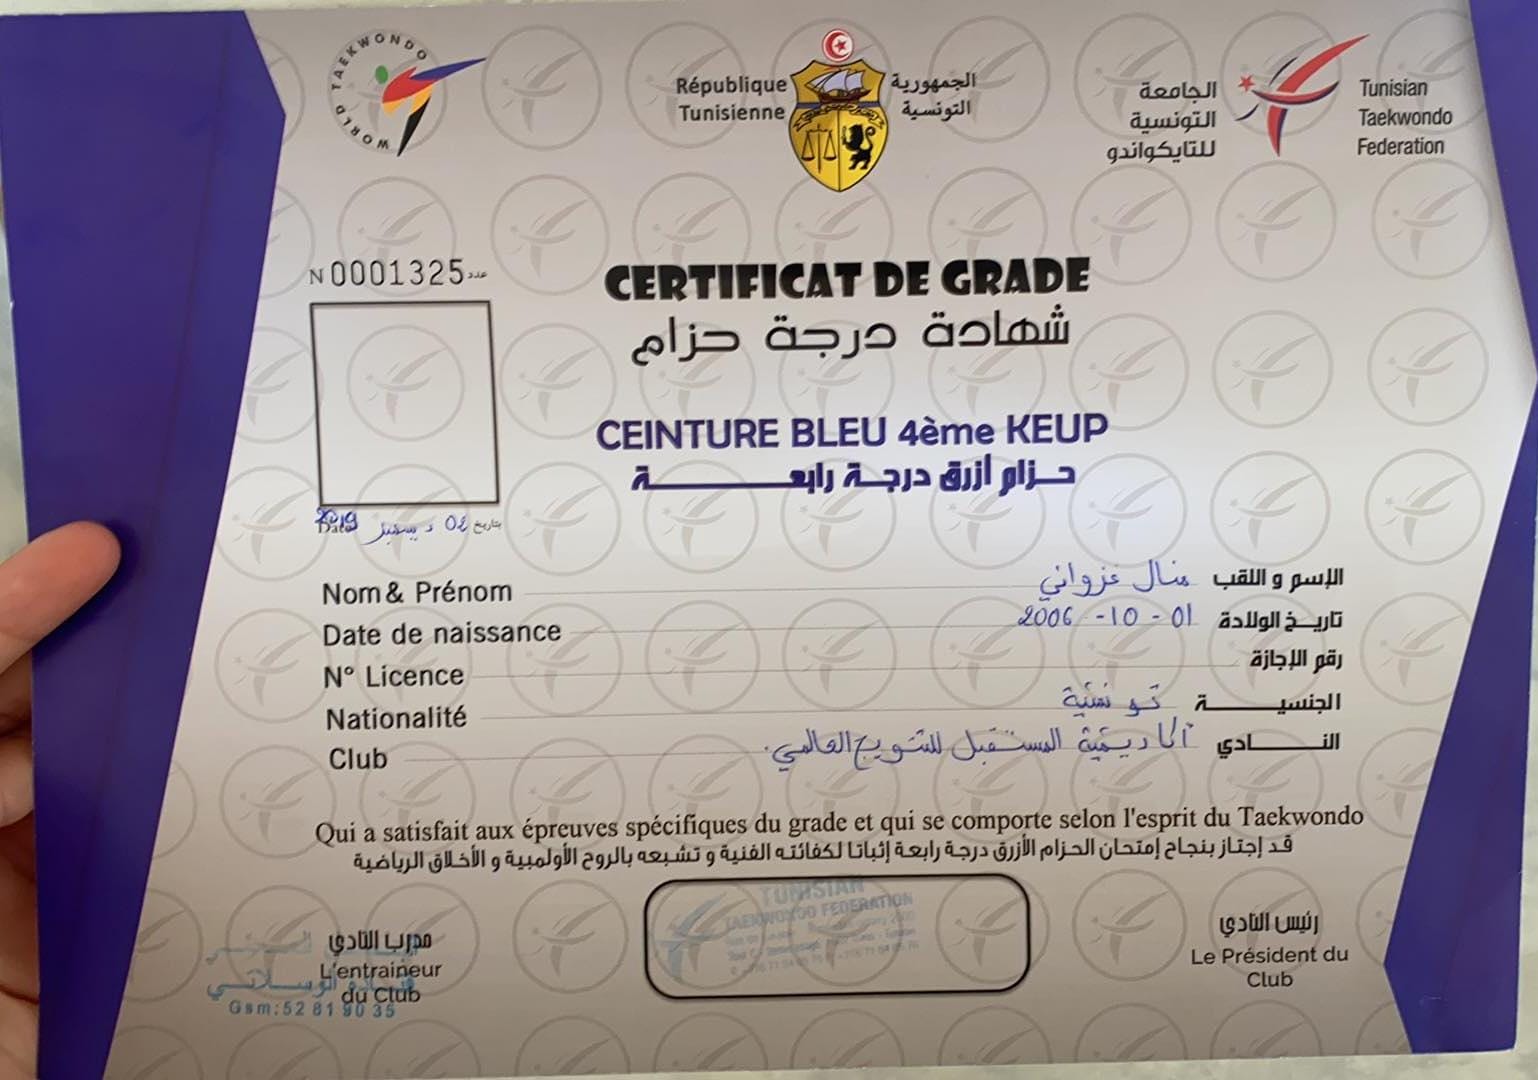 WORLD TAEKWONDO
République
Tunisienne
الجمهورية
التونسية
الجامعة
التونسية
للتايكواندو
Tunisian
Taekwondo
Federation
N 0001325 عدد
CERTIFICAT DE GRADE
شهادة درجة حزام
CEINTURE BLEU 4ème KEUP
حزام أزرق درجة رابعة
بتاريخ 04 ديسمبر 2019 Date
Nom & Prénom منال غزواني الإسم و اللقب
Date de naissance 2006 - 10 - 01 تاريخ الولادة
N° Licence رقم الإجازة
Nationalité تونسية الجنسية
Club أكاديمية المستقبل للتتويج العالمي. النادي
Qui a satisfait aux épreuves spécifiques du grade et qui se comporte selon l'esprit du Taekwondo
قد إجتاز بنجاح إمتحان الحزام الأزرق درجة رابعة إثباتا لكفائته الفنية و تشبعه بالروح الأولمبية و الأخلاق الرياضية
مدرب النادي
L'entraineur
du Club
الوسلاتي
Gsm: 52 81 90 35
TUNISIAN
TAEKWONDO FEDERATION
رئيس النادي
Le Président du
Club